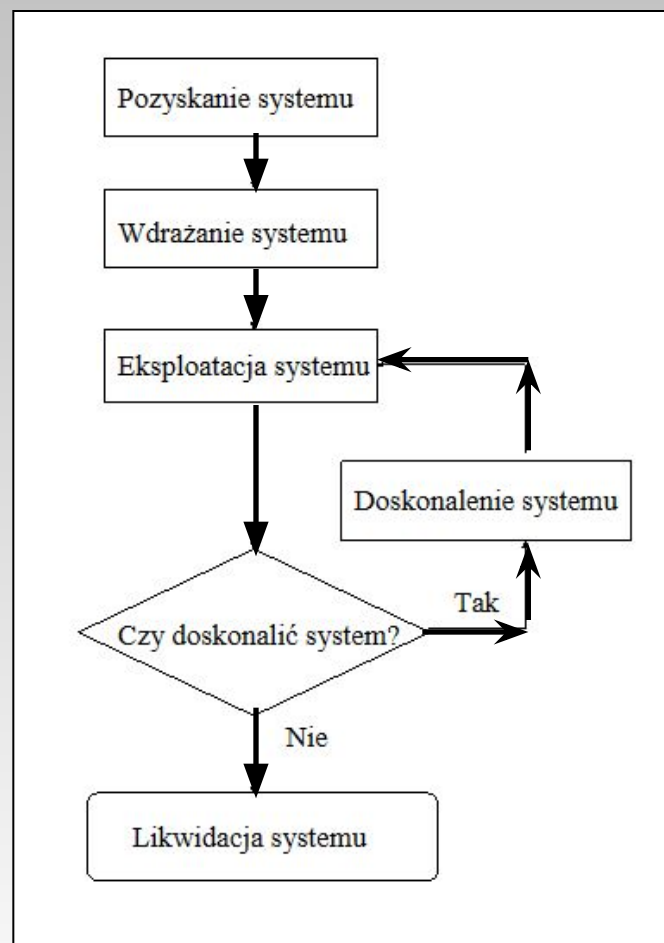 Pozyskanie systemu
Wdrażanie systemu
Eksploatacja systemu
Doskonalenie systemu
Tak
Czy doskonalić system?
Nie
Likwidacja systemu